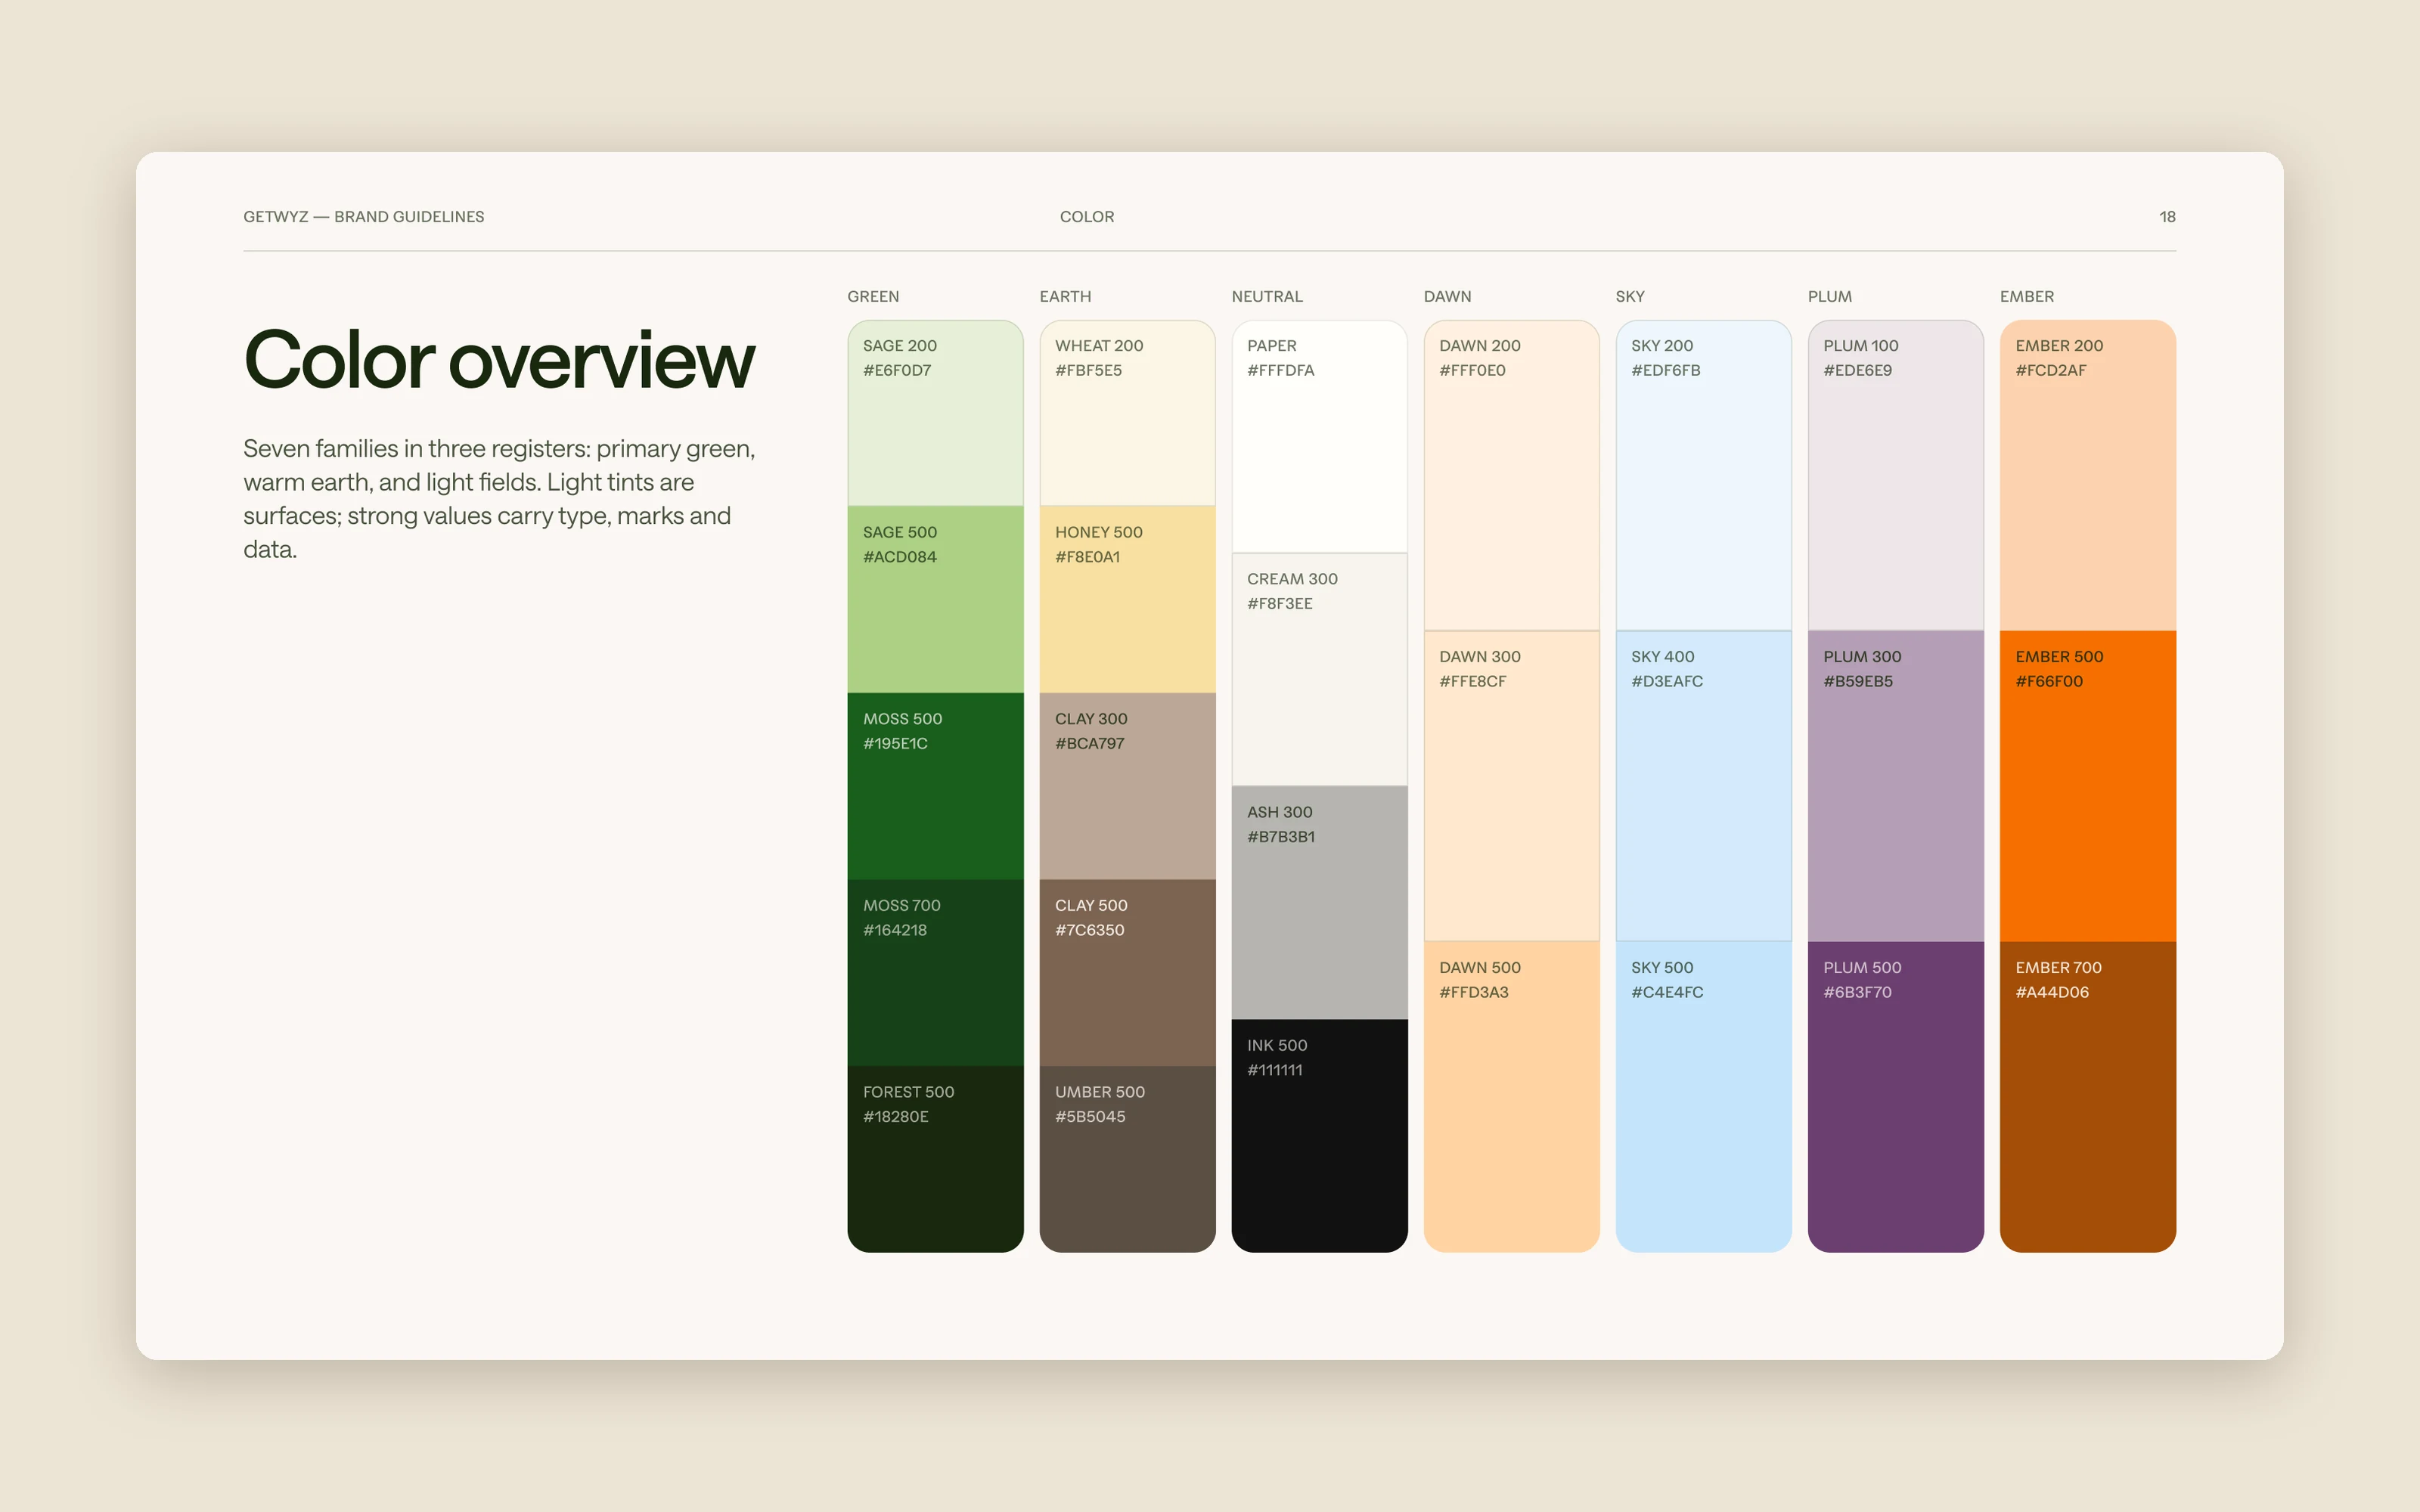 GETWYZ — BRAND GUIDELINES
COLOR
18
Color overview
Seven families in three registers: primary green,
warm earth, and light fields. Light tints are
surfaces; strong values carry type, marks and
data.
GREEN
SAGE 200
#E6F0D7
SAGE 500
#ACD084
MOSS 500
#195E1C
MOSS 700
#164218
FOREST 500
#18280E
EARTH
WHEAT 200
#FBF5E5
HONEY 500
#F8E0A1
CLAY 300
#BCA797
CLAY 500
#7C6350
UMBER 500
#5B5045
NEUTRAL
PAPER
#FFFDFA
CREAM 300
#F8F3EE
ASH 300
#B7B3B1
INK 500
#111111
DAWN
DAWN 200
#FFF0E0
DAWN 300
#FFE8CF
DAWN 500
#FFD3A3
SKY
SKY 200
#EDF6FB
SKY 400
#D3EAFC
SKY 500
#C4E4FC
PLUM
PLUM 100
#EDE6E9
PLUM 300
#B59EB5
PLUM 500
#6B3F70
EMBER
EMBER 200
#FCD2AF
EMBER 500
#F66F00
EMBER 700
#A44D06